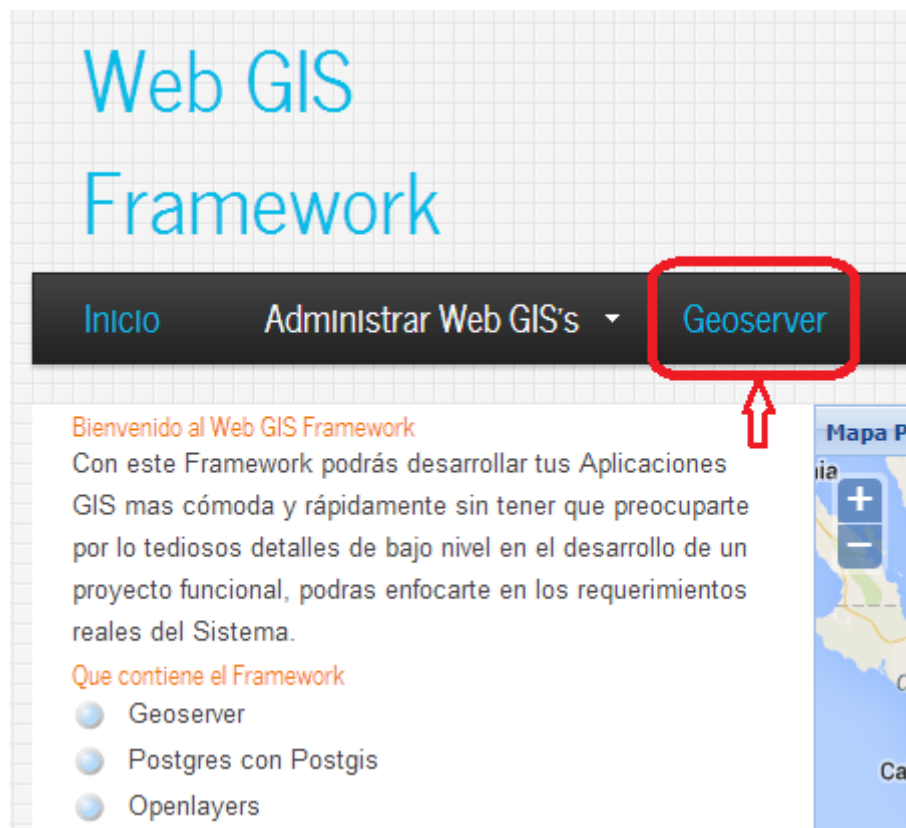 Web GIS
Framework
Inicio Administrar Web GIS's Geoserver
Bienvenido al Web GIS Framework
Con este Framework podrás desarrollar tus Aplicaciones
GIS mas cómoda y rápidamente sin tener que preocuparte
por lo tediosos detalles de bajo nivel en el desarrollo de un
proyecto funcional, podras enfocarte en los requerimientos
reales del Sistema.
Que contiene el Framework
Geoserver
Postgres con Postgis
Openlayers
Mapa P
ia
+
−
Ca